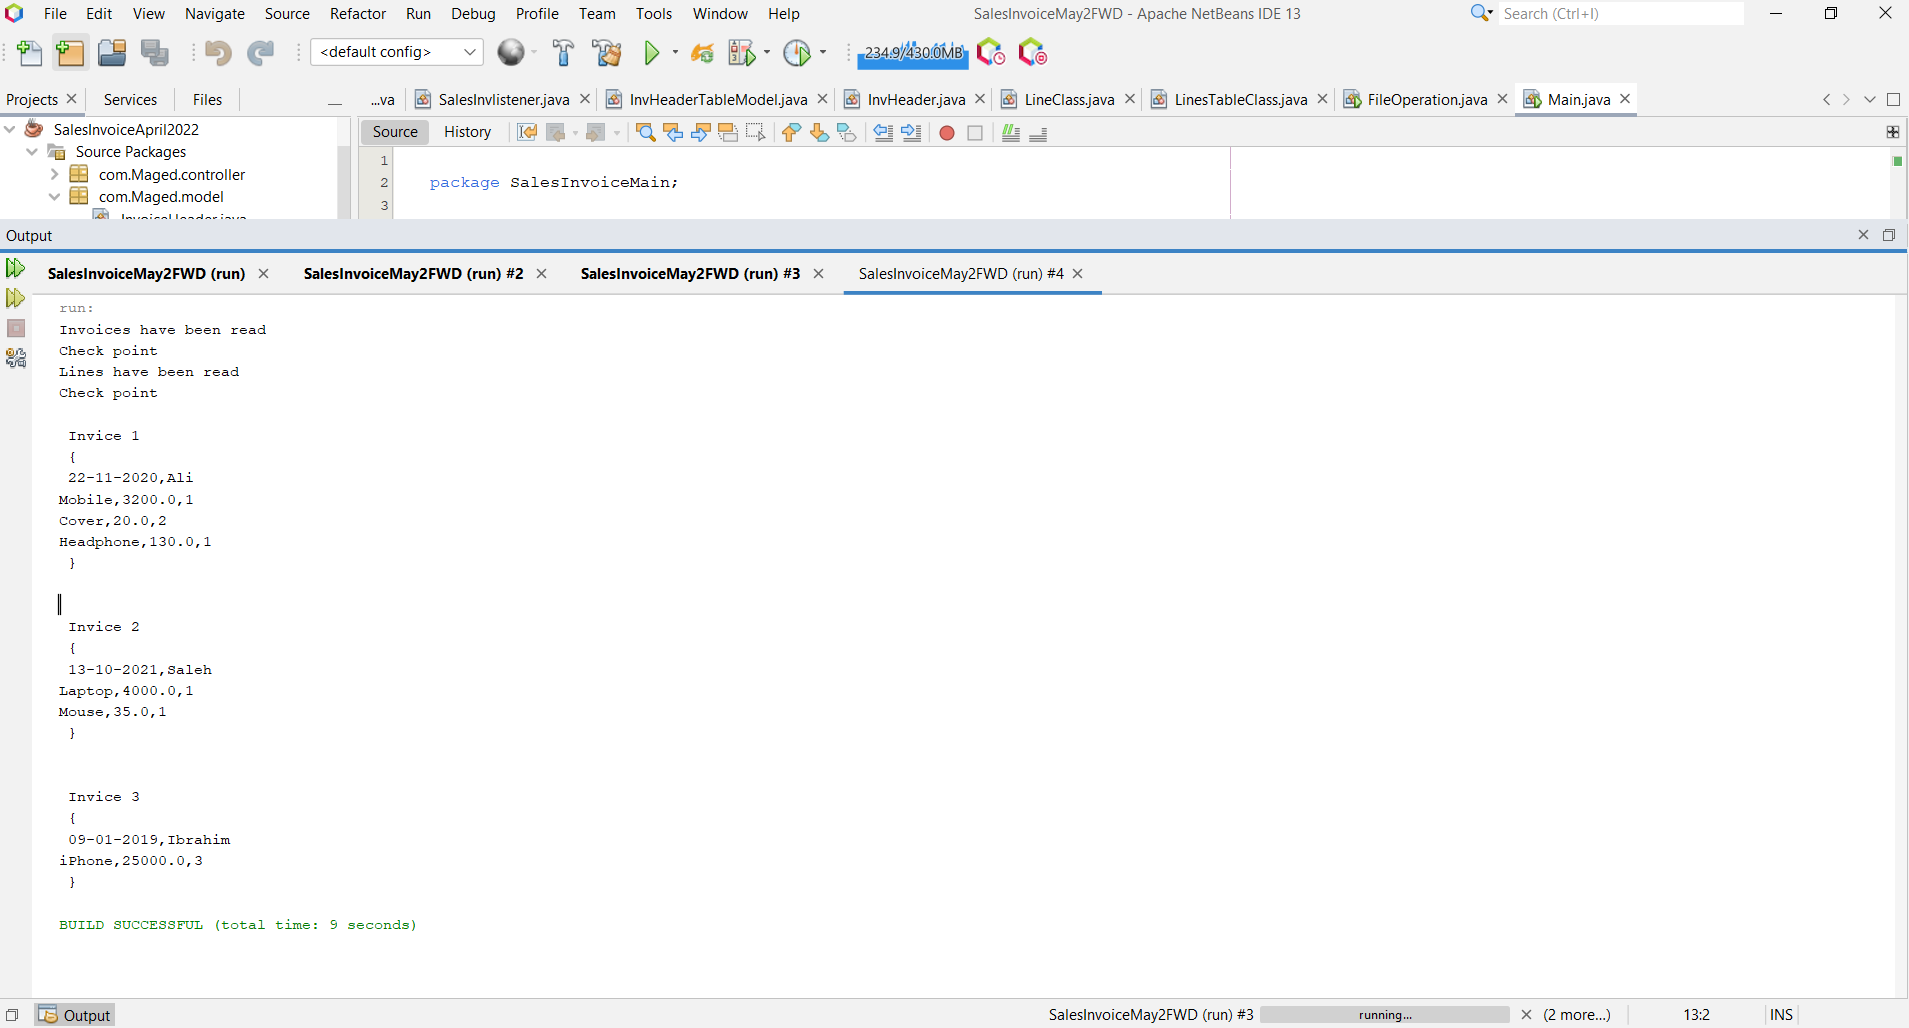 File Edit View Navigate Source Refactor Run Debug Profile Team Tools Window Help
SalesInvoiceMay2FWD - Apache NetBeans IDE 13
Search (Ctrl+I)
<default config>
234.9/430.0MB
Projects Services Files
...va SalesInvlistener.java InvHeaderTableModel.java InvHeader.java LineClass.java LinesTableClass.java FileOperation.java Main.java
SalesInvoiceApril2022
Source Packages
com.Maged.controller
com.Maged.model
InvoiceHeader.java
Source History
1
2 package SalesInvoiceMain;
3
Output
SalesInvoiceMay2FWD (run) SalesInvoiceMay2FWD (run) #2 SalesInvoiceMay2FWD (run) #3 SalesInvoiceMay2FWD (run) #4
run:
Invoices have been read
Check point
Lines have been read
Check point
Invice 1
{
22-11-2020,Ali
Mobile,3200.0,1
Cover,20.0,2
Headphone,130.0,1
}
Invice 2
{
13-10-2021,Saleh
Laptop,4000.0,1
Mouse,35.0,1
}
Invice 3
{
09-01-2019,Ibrahim
iPhone,25000.0,3
}
BUILD SUCCESSFUL (total time: 9 seconds)
Output
SalesInvoiceMay2FWD (run) #3 running... (2 more...) 13:2 INS